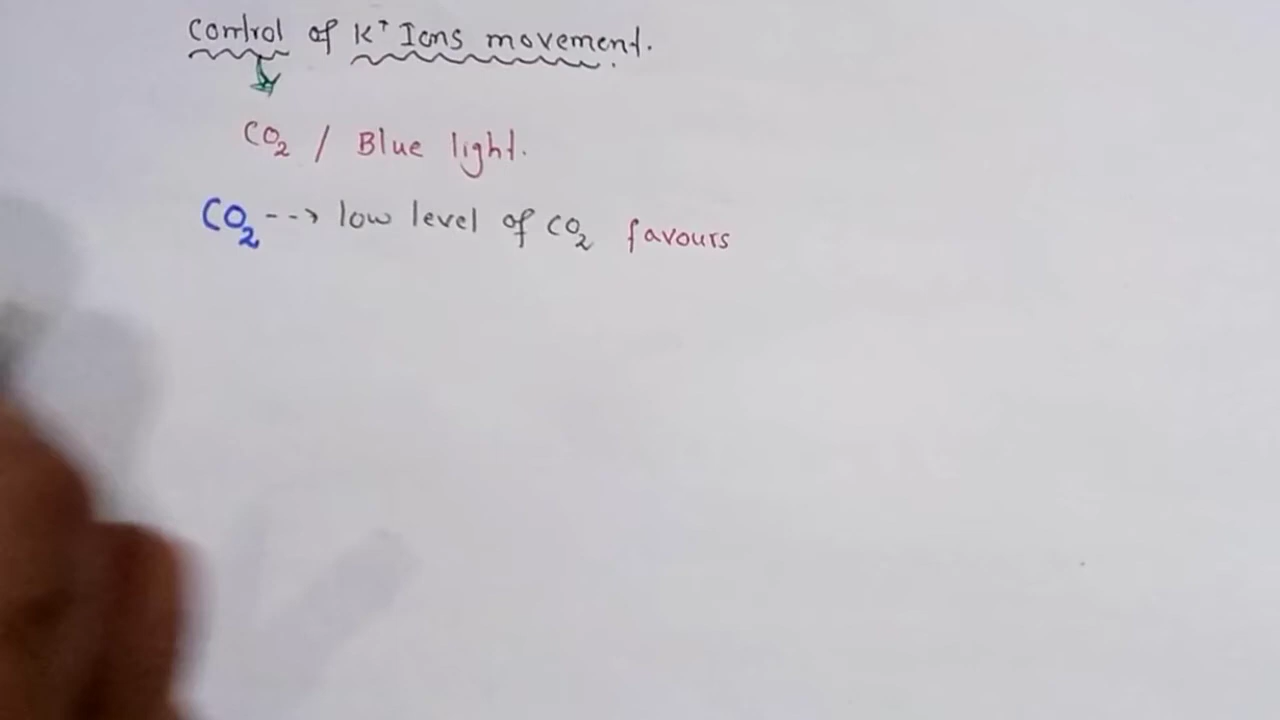 Control of K⁺ Ions movement.
CO₂ / Blue light.
CO₂ --→ low level of CO₂ favours